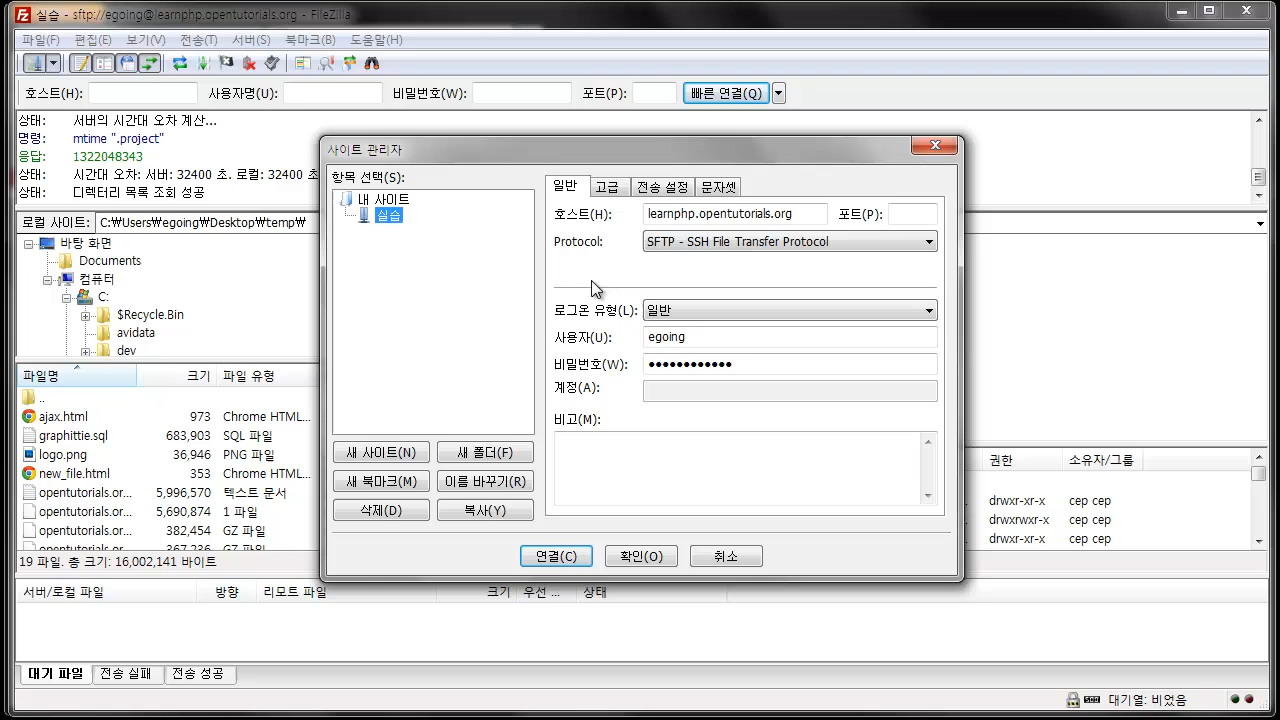 실습 - sftp://egoing@learnphp.opentutorials.org - FileZilla
파일(F) 편집(E) 보기(V) 전송(T) 서버(S) 북마크(B) 도움말(H)
호스트(H): 사용자명(U): 비밀번호(W): 포트(P): 빠른 연결(Q)
상태: 서버의 시간대 오차 계산...
명령: mtime ".project"
응답: 1322048343
상태: 시간대 오차: 서버: 32400 초. 로컬: 32400 초
상태: 디렉터리 목록 조회 성공
로컬 사이트: C:₩Users₩egoing₩Desktop₩temp₩
바탕 화면
Documents
컴퓨터
C:
$Recycle.Bin
avidata
dev
파일명 크기 파일 유형
..
ajax.html 973 Chrome HTML...
graphittie.sql 683,903 SQL 파일
logo.png 36,946 PNG 파일
new_file.html 353 Chrome HTML...
opentutorials.or... 5,996,570 텍스트 문서
opentutorials.or... 5,690,874 1 파일
opentutorials.or... 382,454 GZ 파일
opentutorials.or... 367,236 GZ 파일
19 파일. 총 크기: 16,002,141 바이트
사이트 관리자
항목 선택(S):
내 사이트
실습
새 사이트(N) 새 폴더(F)
새 북마크(M) 이름 바꾸기(R)
삭제(D) 복사(Y)
일반 고급 전송 설정 문자셋
호스트(H): learnphp.opentutorials.org 포트(P):
Protocol: SFTP - SSH File Transfer Protocol
로그온 유형(L): 일반
사용자(U): egoing
비밀번호(W): ●●●●●●●●●●●●
계정(A):
비고(M):
연결(C) 확인(O) 취소
권한 소유자/그룹
drwxr-xr-x cep cep
drwxrwxr-x cep cep
drwxr-xr-x cep cep
서버/로컬 파일 방향 리모트 파일 크기 우선 ... 상태
대기 파일 전송 실패 전송 성공
대기열: 비었음